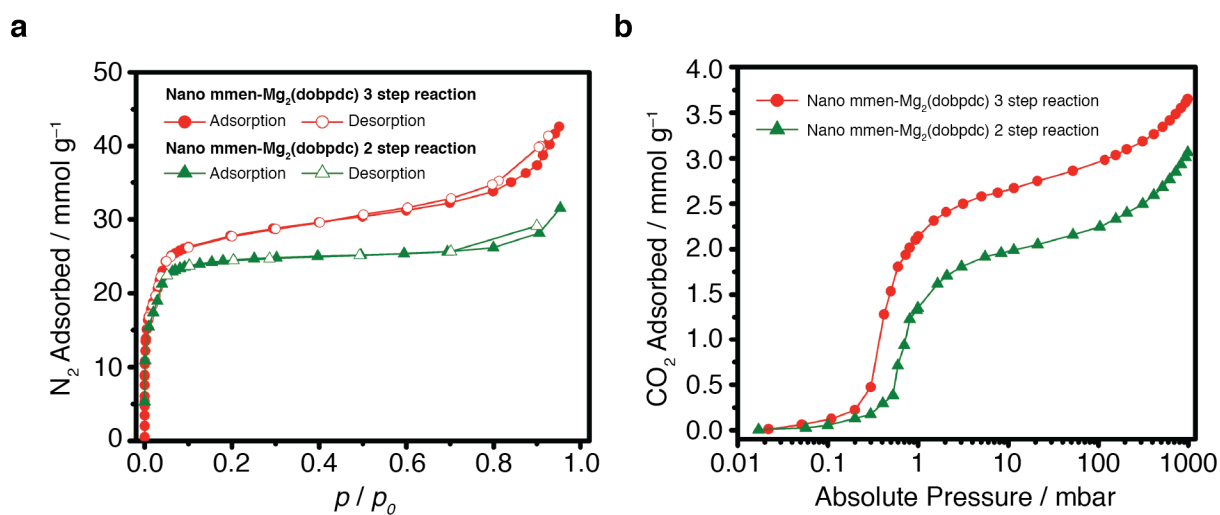 a
50
40
30
20
10
0
N₂ Adsorbed / mmol g⁻¹
Nano mmen-Mg₂(dobpdc) 3 step reaction
Adsorption Desorption
Nano mmen-Mg₂(dobpdc) 2 step reaction
Adsorption Desorption
0.0 0.2 0.4 0.6 0.8 1.0
p / p₀
b
4.0
3.5
3.0
2.5
2.0
1.5
1.0
0.5
0.0
CO₂ Adsorbed / mmol g⁻¹
Nano mmen-Mg₂(dobpdc) 3 step reaction
Nano mmen-Mg₂(dobpdc) 2 step reaction
0.01 0.1 1 10 100 1000
Absolute Pressure / mbar